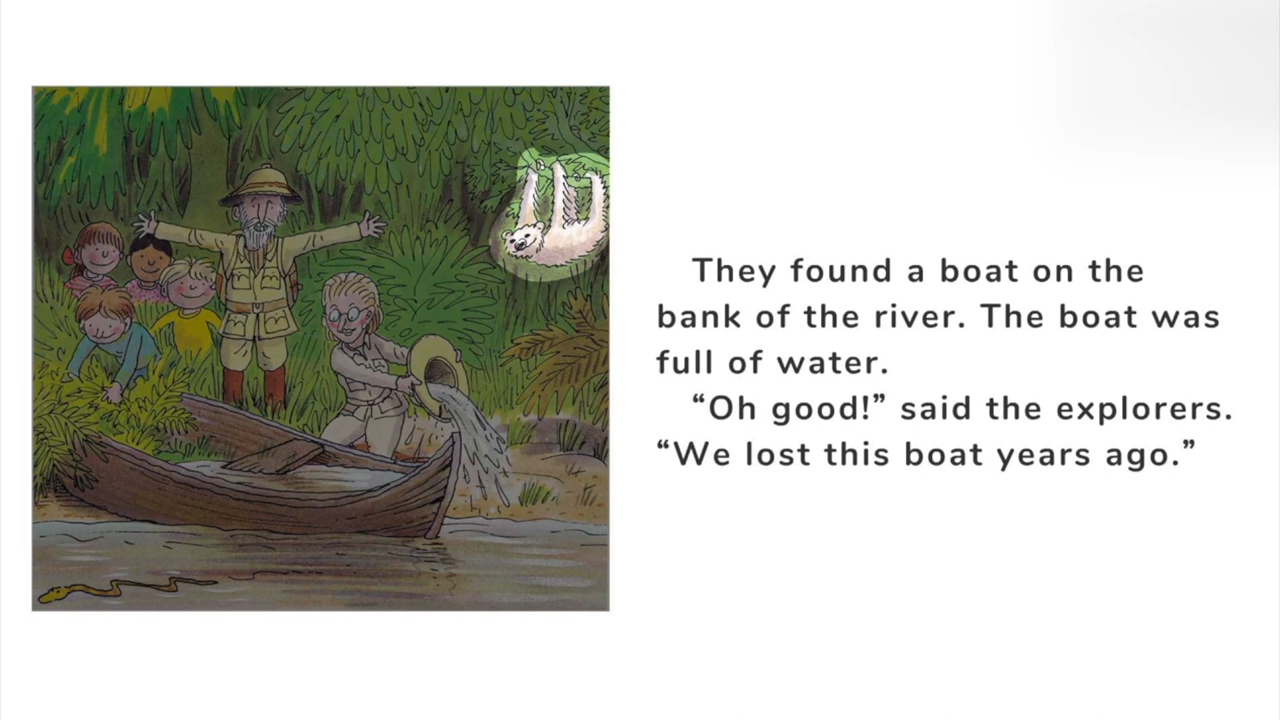 They found a boat on the
bank of the river. The boat was
full of water.
“Oh good!” said the explorers.
“We lost this boat years ago.”